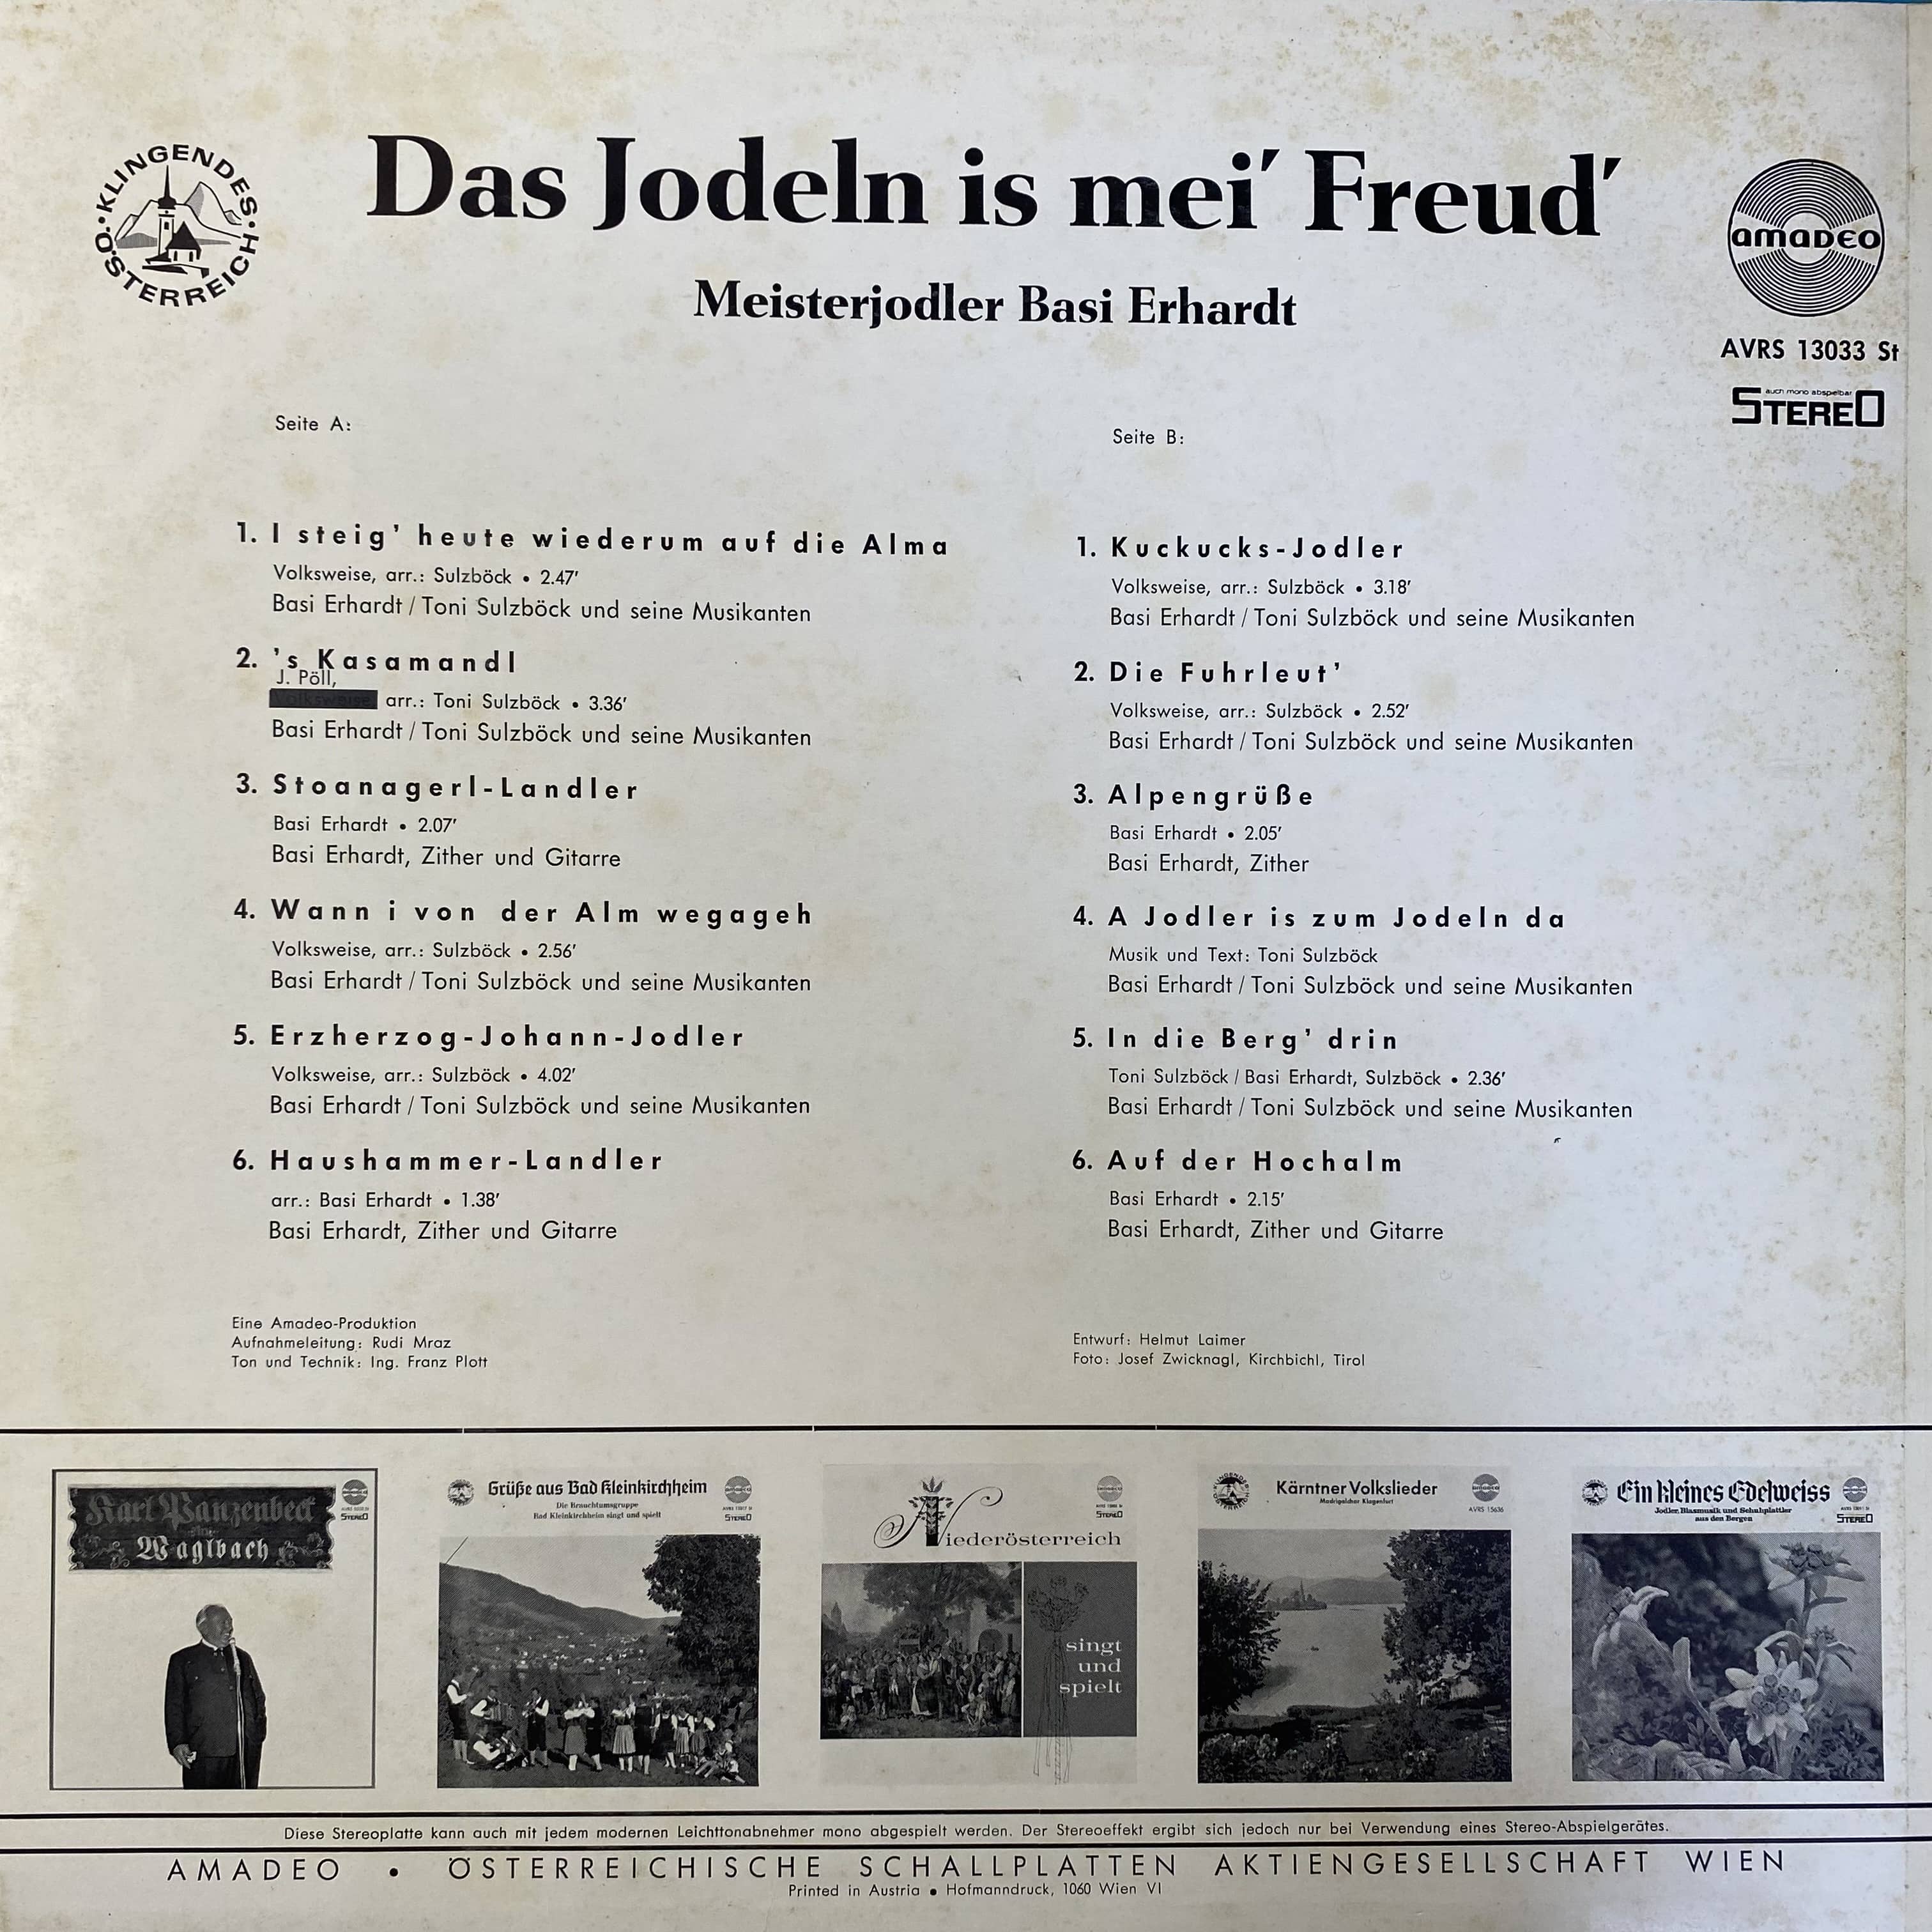 KLINGENDES · ÖSTERREICH ·
Das Jodeln is mei' Freud'
Meisterjodler Basi Erhardt
amadeo
AVRS 13033 St
auch mono abspielbar
STEREO
Seite A:
1. I steig' heute wiederum auf die Alma
Volksweise, arr.: Sulzböck • 2.47'
Basi Erhardt / Toni Sulzböck und seine Musikanten
2. 's Kasamandl
J. Pöll,
Volksweise, arr.: Toni Sulzböck • 3.36'
Basi Erhardt / Toni Sulzböck und seine Musikanten
3. Stoanagerl-Landler
Basi Erhardt • 2.07'
Basi Erhardt, Zither und Gitarre
4. Wann i von der Alm wegageh
Volksweise, arr.: Sulzböck • 2.56'
Basi Erhardt / Toni Sulzböck und seine Musikanten
5. Erzherzog-Johann-Jodler
Volksweise, arr.: Sulzböck • 4.02'
Basi Erhardt / Toni Sulzböck und seine Musikanten
6. Haushammer-Landler
arr.: Basi Erhardt • 1.38'
Basi Erhardt, Zither und Gitarre
Seite B:
1. Kuckucks-Jodler
Volksweise, arr.: Sulzböck • 3.18'
Basi Erhardt / Toni Sulzböck und seine Musikanten
2. Die Fuhrleut'
Volksweise, arr.: Sulzböck • 2.52'
Basi Erhardt / Toni Sulzböck und seine Musikanten
3. Alpengrüße
Basi Erhardt • 2.05'
Basi Erhardt, Zither
4. A Jodler is zum Jodeln da
Musik und Text: Toni Sulzböck
Basi Erhardt / Toni Sulzböck und seine Musikanten
5. In die Berg' drin
Toni Sulzböck / Basi Erhardt, Sulzböck • 2.36'
Basi Erhardt / Toni Sulzböck und seine Musikanten
6. Auf der Hochalm
Basi Erhardt • 2.15'
Basi Erhardt, Zither und Gitarre
Eine Amadeo-Produktion
Aufnahmeleitung: Rudi Mraz
Ton und Technik: Ing. Franz Plott
Entwurf: Helmut Laimer
Foto: Josef Zwicknagl, Kirchbichl, Tirol
Karl Panzenbeck
Waglbach
STEREO
Grüße aus Bad Kleinkirchheim
Die Brauchtumsgruppe
Bad Kleinkirchheim singt und spielt
STEREO
Niederösterreich
singt
und
spielt
STEREO
Kärntner Volkslieder
Madrigalchor Klagenfurt
AVRS 15636
Ein kleines Edelweiss
Jodler, Blasmusik und Schuhplattler
aus den Bergen
STEREO
Diese Stereoplatte kann auch mit jedem modernen Leichttonabnehmer mono abgespielt werden. Der Stereoeffekt ergibt sich jedoch nur bei Verwendung eines Stereo-Abspielgerätes.
AMADEO • ÖSTERREICHISCHE SCHALLPLATTEN AKTIENGESELLSCHAFT WIEN
Printed in Austria • Hofmanndruck, 1060 Wien VI